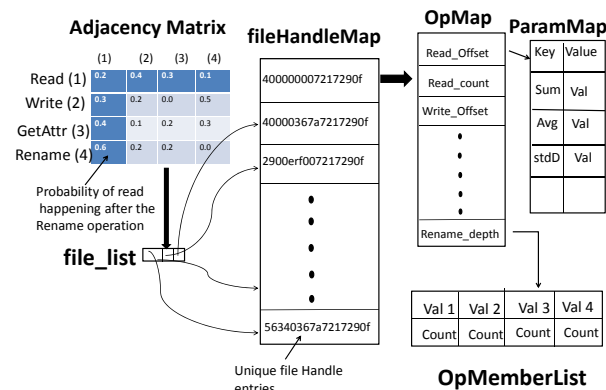 Adjacency Matrix
(1) (2) (3) (4)
Read (1) 0.2 0.4 0.3 0.1
Write (2) 0.3 0.2 0.0 0.5
GetAttr (3) 0.4 0.1 0.2 0.3
Rename (4) 0.6 0.2 0.2 0.0
Probability of read
happening after the
Rename operation
file_list
fileHandleMap
400000007217290f
40000367a7217290f
2900erf007217290f
56340367a7217290f
Unique file Handle
entries
OpMap
Read_Offset
Read_count
Write_Offset
Rename_depth
ParamMap
Key Value
Sum Val
Avg Val
stdD Val
Val 1 Val 2 Val 3 Val 4
Count Count Count Count
OpMemberList